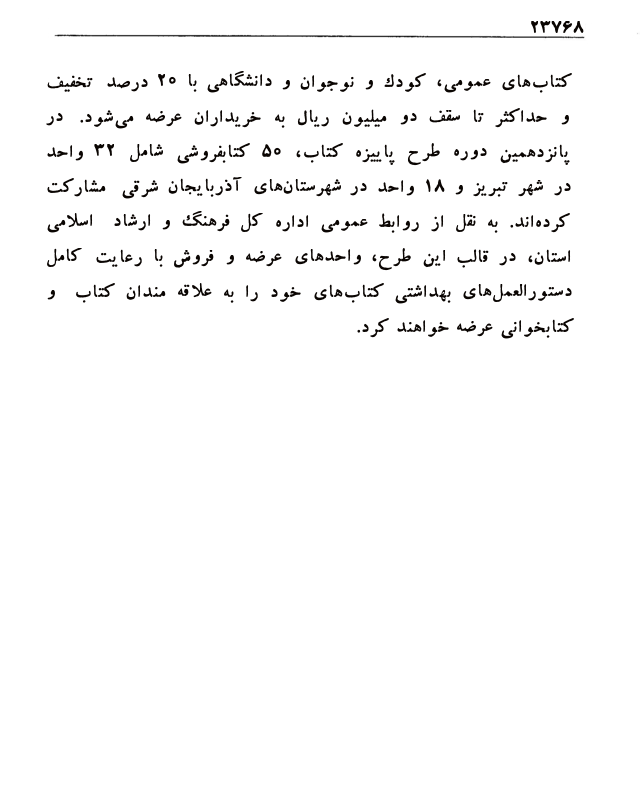 ۲۳۷۶۸
کتاب‌های عمومی، کودك و نوجوان و دانشگاهی با ۲۰ درصد تخفیف
و حداکثر تا سقف دو میلیون ریال به خریداران عرضه می‌شود. در
پانزدهمین دوره طرح پاییزه کتاب، ۵۰ کتابفروشی شامل ۳۲ واحد
در شهر تبریز و ۱۸ واحد در شهرستان‌های آذربایجان شرقی مشارکت
کرده‌اند. به نقل از روابط عمومی اداره کل فرهنگ و ارشاد اسلامی
استان، در قالب این طرح، واحدهای عرضه و فروش با رعایت کامل
دستورالعمل‌های بهداشتی کتاب‌های خود را به علاقه مندان کتاب و
کتابخوانی عرضه خواهند کرد.